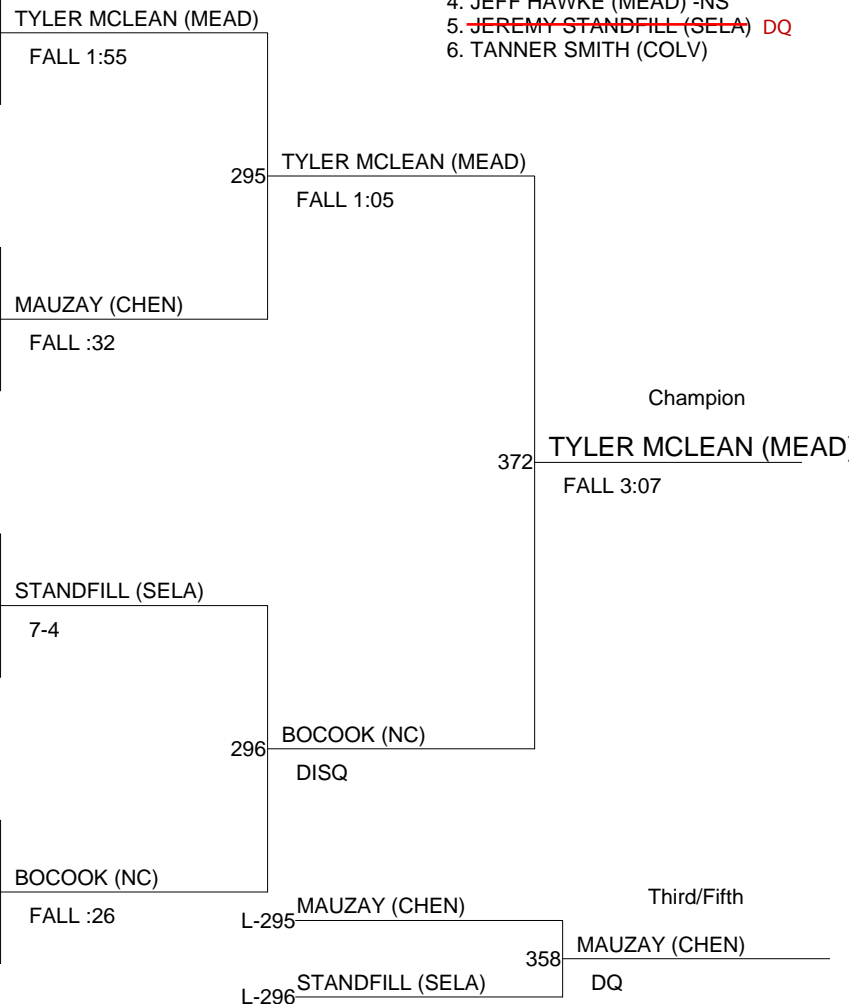 4. JEFF HAWKE (MEAD) -NS
5. JEREMY STANDFILL (SELA) DQ
6. TANNER SMITH (COLV)
TYLER MCLEAN (MEAD)
FALL 1:55
295
TYLER MCLEAN (MEAD)
FALL 1:05
MAUZAY (CHEN)
FALL :32
Champion
372
TYLER MCLEAN (MEAD)
FALL 3:07
STANDFILL (SELA)
7-4
296
BOCOOK (NC)
DISQ
BOCOOK (NC)
FALL :26
L-295
MAUZAY (CHEN)
Third/Fifth
358
MAUZAY (CHEN)
DQ
L-296
STANDFILL (SELA)